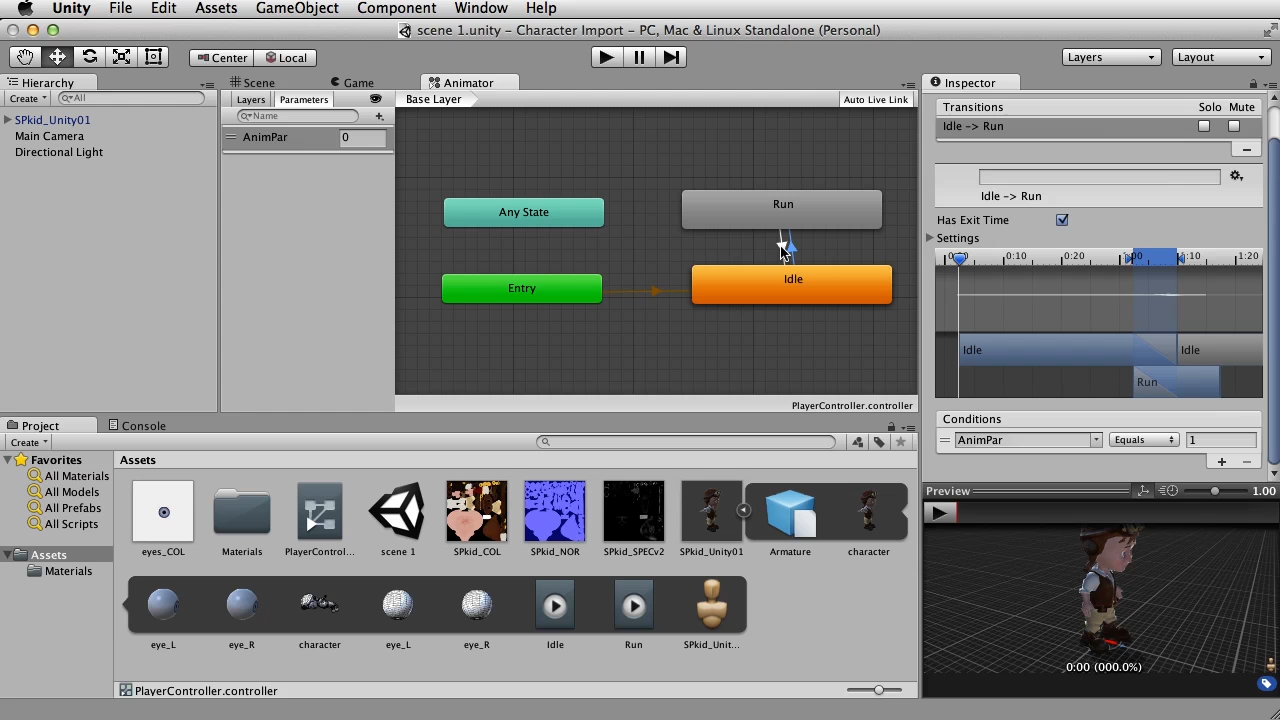 Unity File Edit Assets GameObject Component Window Help
scene 1.unity - Character Import - PC, Mac & Linux Standalone (Personal)
Center Local Layers Layout
Hierarchy
Create All
SPkid_Unity01
Main Camera
Directional Light
Scene Game Animator
Layers Parameters
Name
AnimPar 0
Base Layer
Auto Live Link
Any State
Run
Entry
Idle
PlayerController.controller
Inspector
Transitions Solo Mute
Idle -> Run
Idle -> Run
Has Exit Time
Settings
0:10 0:20 1:20
Idle Idle
Run
Conditions
AnimPar Equals 1
Preview 1.00
0:00 (000.0%)
Project Console
Create
Favorites
All Materials
All Models
All Prefabs
All Scripts
Assets
Materials
Assets
eyes_COL Materials PlayerControl... scene 1 SPkid_COL SPkid_NOR SPkid_SPECv2 SPkid_Unity01 Armature character
eye_L eye_R character eye_L eye_R Idle Run SPkid_Unit...
PlayerController.controller